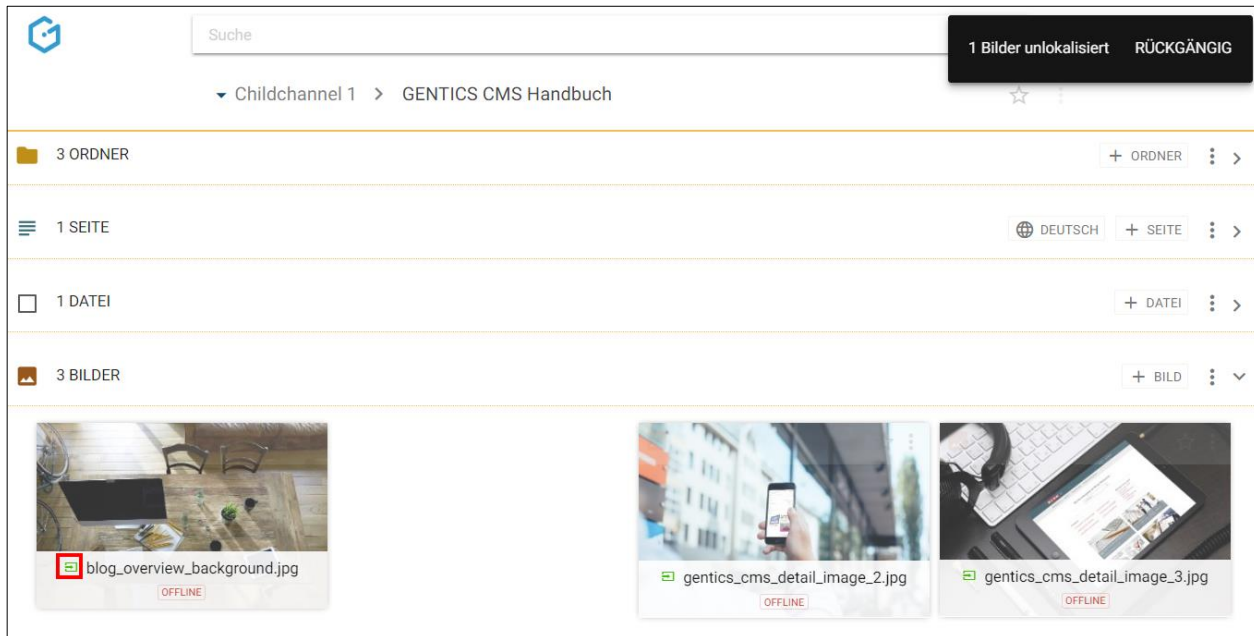 Suche
1 Bilder unlokalisiert RÜCKGÄNGIG
Childchannel 1 > GENTICS CMS Handbuch
3 ORDNER + ORDNER
1 SEITE DEUTSCH + SEITE
1 DATEI + DATEI
3 BILDER + BILD
blog_overview_background.jpg
OFFLINE
gentics_cms_detail_image_2.jpg
OFFLINE
gentics_cms_detail_image_3.jpg
OFFLINE